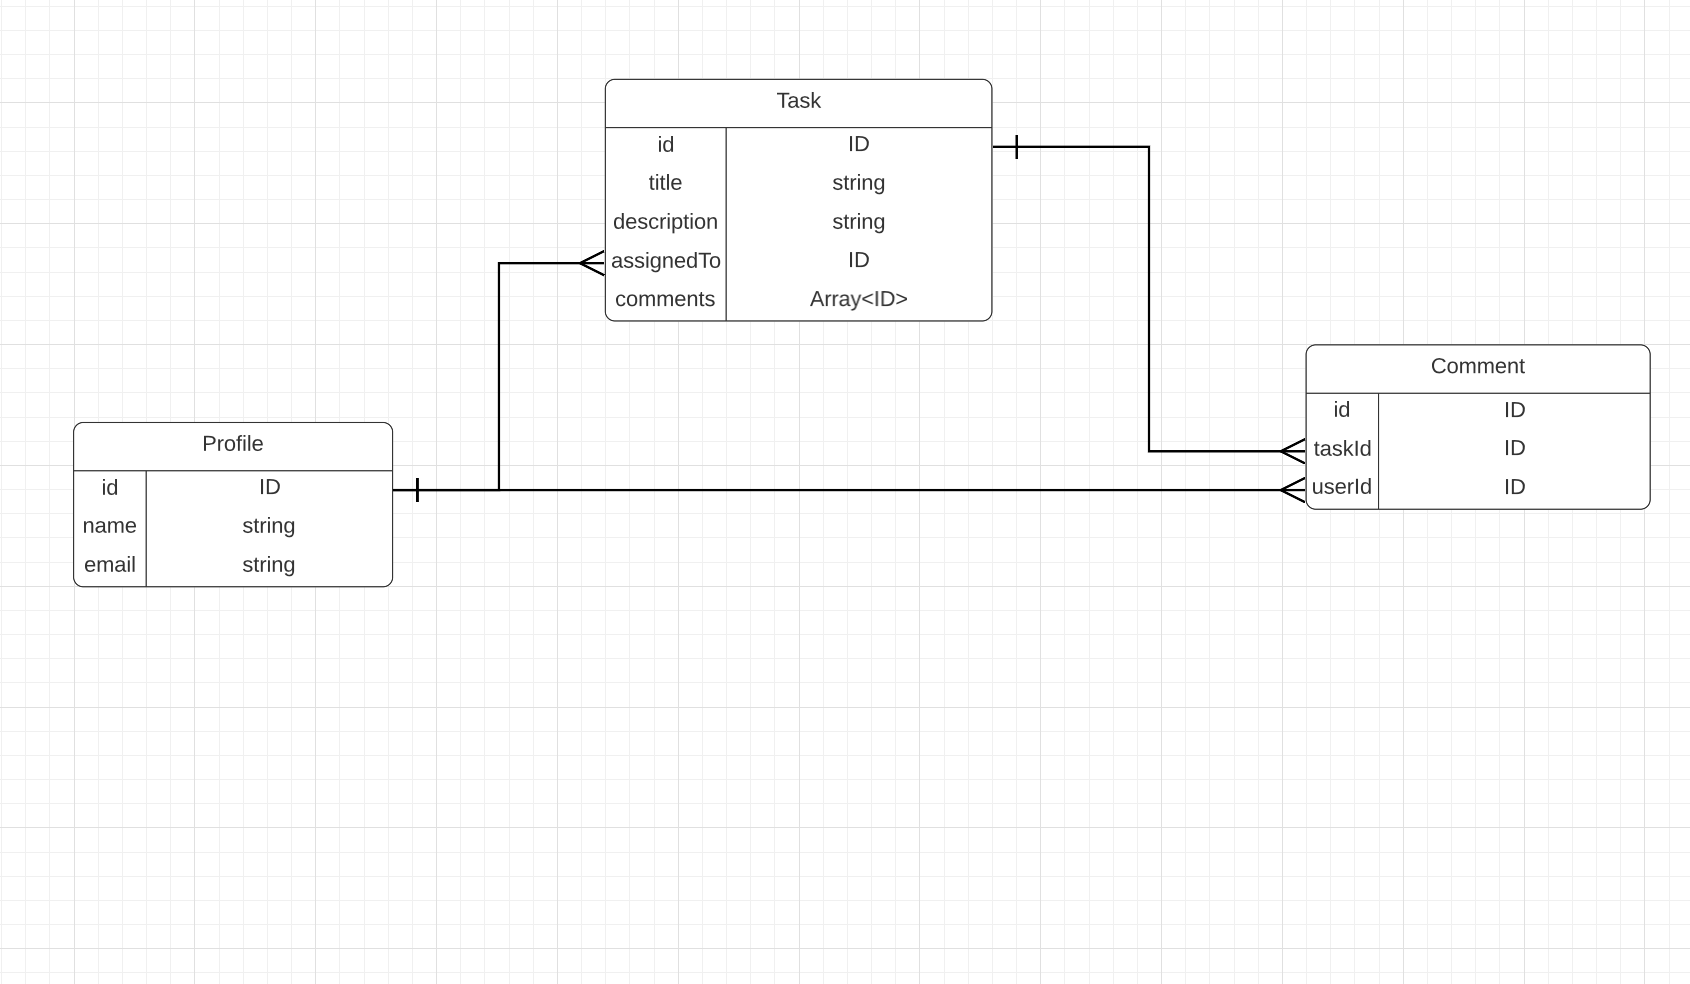 Task
id ID
title string
description string
assignedTo ID
comments Array<ID>
Comment
id ID
taskId ID
userId ID
Profile
id ID
name string
email string